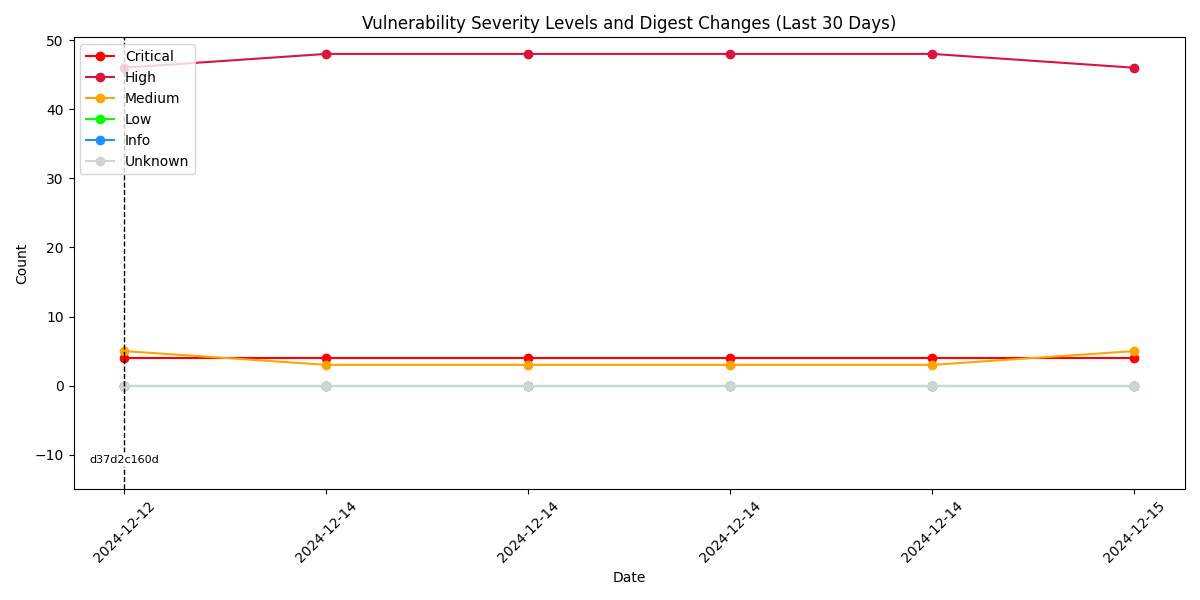 Vulnerability Severity Levels and Digest Changes (Last 30 Days)
50
40
30
20
10
0
−10
Count
Critical
High
Medium
Low
Info
Unknown
d37d2c160d
2024-12-12
2024-12-14
2024-12-14
2024-12-14
2024-12-14
2024-12-15
Date